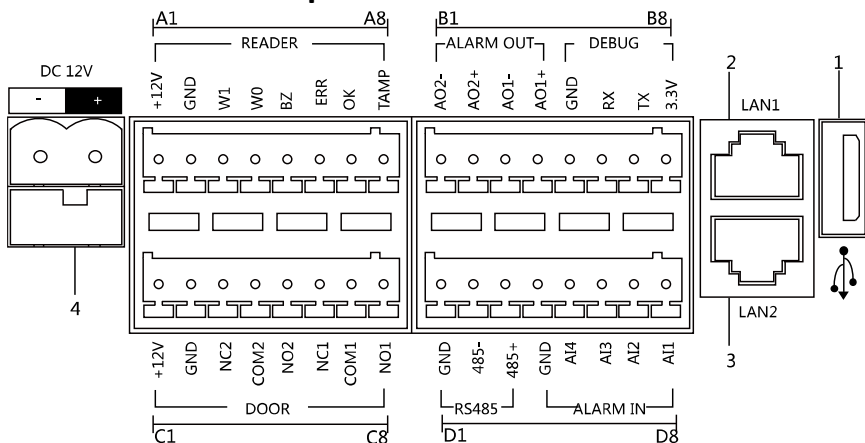 A1 A8 B1 B8
READER ALARM OUT DEBUG
DC 12V
- +
+12V GND W1 W0 BZ ERR OK TAMP AO2- AO2+ AO1- AO1+ GND RX TX 3.3V
2 1
LAN1
4
LAN2
3
+12V GND NC2 COM2 NO2 NC1 COM1 NO1 GND 485- 485+ GND AI4 AI3 AI2 AI1
DOOR RS485 ALARM IN
C1 C8 D1 D8